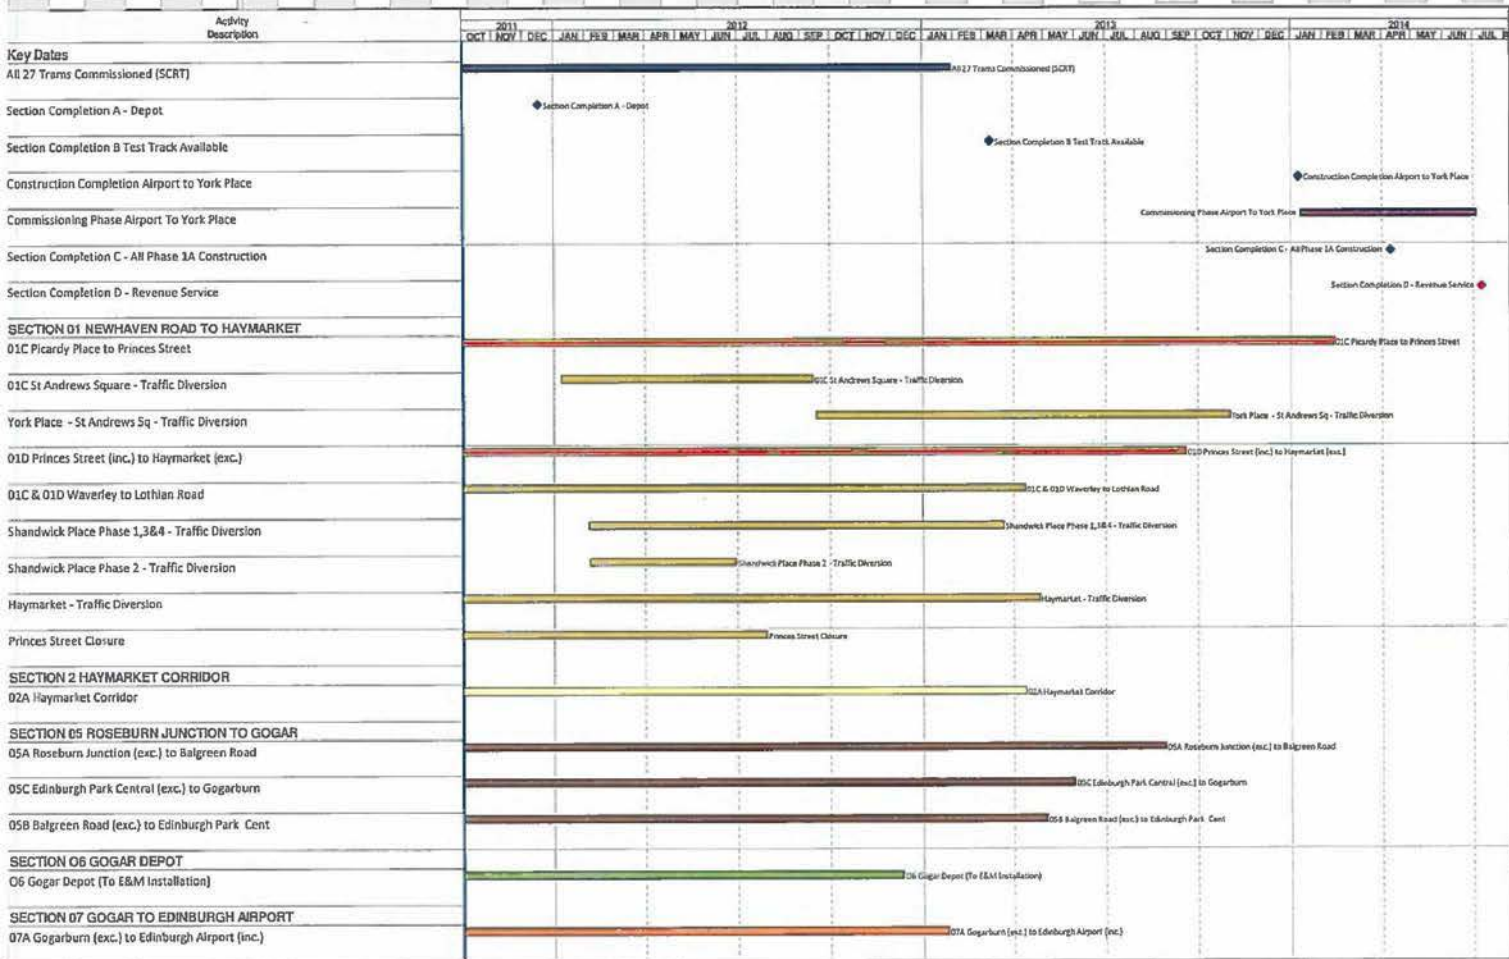 Activity
Description
2011 2012 2013 2014
OCT NOV DEC JAN FEB MAR APR MAY JUN JUL AUG SEP OCT NOV DEC JAN FEB MAR APR MAY JUN JUL AUG SEP OCT NOV DEC JAN FEB MAR APR MAY JUN JUL
Key Dates
All 27 Trams Commissioned (SCRT) All 27 Trams Commissioned (SCRT)
Section Completion A - Depot Section Completion A - Depot
Section Completion B Test Track Available Section Completion B Test Track Available
Construction Completion Airport to York Place Construction Completion Airport to York Place
Commissioning Phase Airport To York Place Commissioning Phase Airport To York Place
Section Completion C - All Phase 1A Construction Section Completion C - All Phase 1A Construction
Section Completion D - Revenue Service Section Completion D - Revenue Service
SECTION 01 NEWHAVEN ROAD TO HAYMARKET
01C Picardy Place to Princes Street 01C Picardy Place to Princes Street
01C St Andrews Square - Traffic Diversion 01C St Andrews Square - Traffic Diversion
York Place - St Andrews Sq - Traffic Diversion York Place - St Andrews Sq - Traffic Diversion
01D Princes Street (inc.) to Haymarket (exc.) 01D Princes Street (inc.) to Haymarket (exc.)
01C & 01D Waverley to Lothian Road 01C & 01D Waverley to Lothian Road
Shandwick Place Phase 1,3&4 - Traffic Diversion Shandwick Place Phase 1,3&4 - Traffic Diversion
Shandwick Place Phase 2 - Traffic Diversion Shandwick Place Phase 2 - Traffic Diversion
Haymarket - Traffic Diversion Haymarket - Traffic Diversion
Princes Street Closure Princes Street Closure
SECTION 2 HAYMARKET CORRIDOR
02A Haymarket Corridor 02A Haymarket Corridor
SECTION 05 ROSEBURN JUNCTION TO GOGAR
05A Roseburn Junction (exc.) to Balgreen Road 05A Roseburn Junction (exc.) to Balgreen Road
05C Edinburgh Park Central (exc.) to Gogarburn 05C Edinburgh Park Central (exc.) to Gogarburn
05B Balgreen Road (exc.) to Edinburgh Park Cent 05B Balgreen Road (exc.) to Edinburgh Park Cent
SECTION O6 GOGAR DEPOT
O6 Gogar Depot (To E&M Installation) O6 Gogar Depot (To E&M Installation)
SECTION 07 GOGAR TO EDINBURGH AIRPORT
07A Gogarburn (exc.) to Edinburgh Airport (inc.) 07A Gogarburn (exc.) to Edinburgh Airport (inc.)